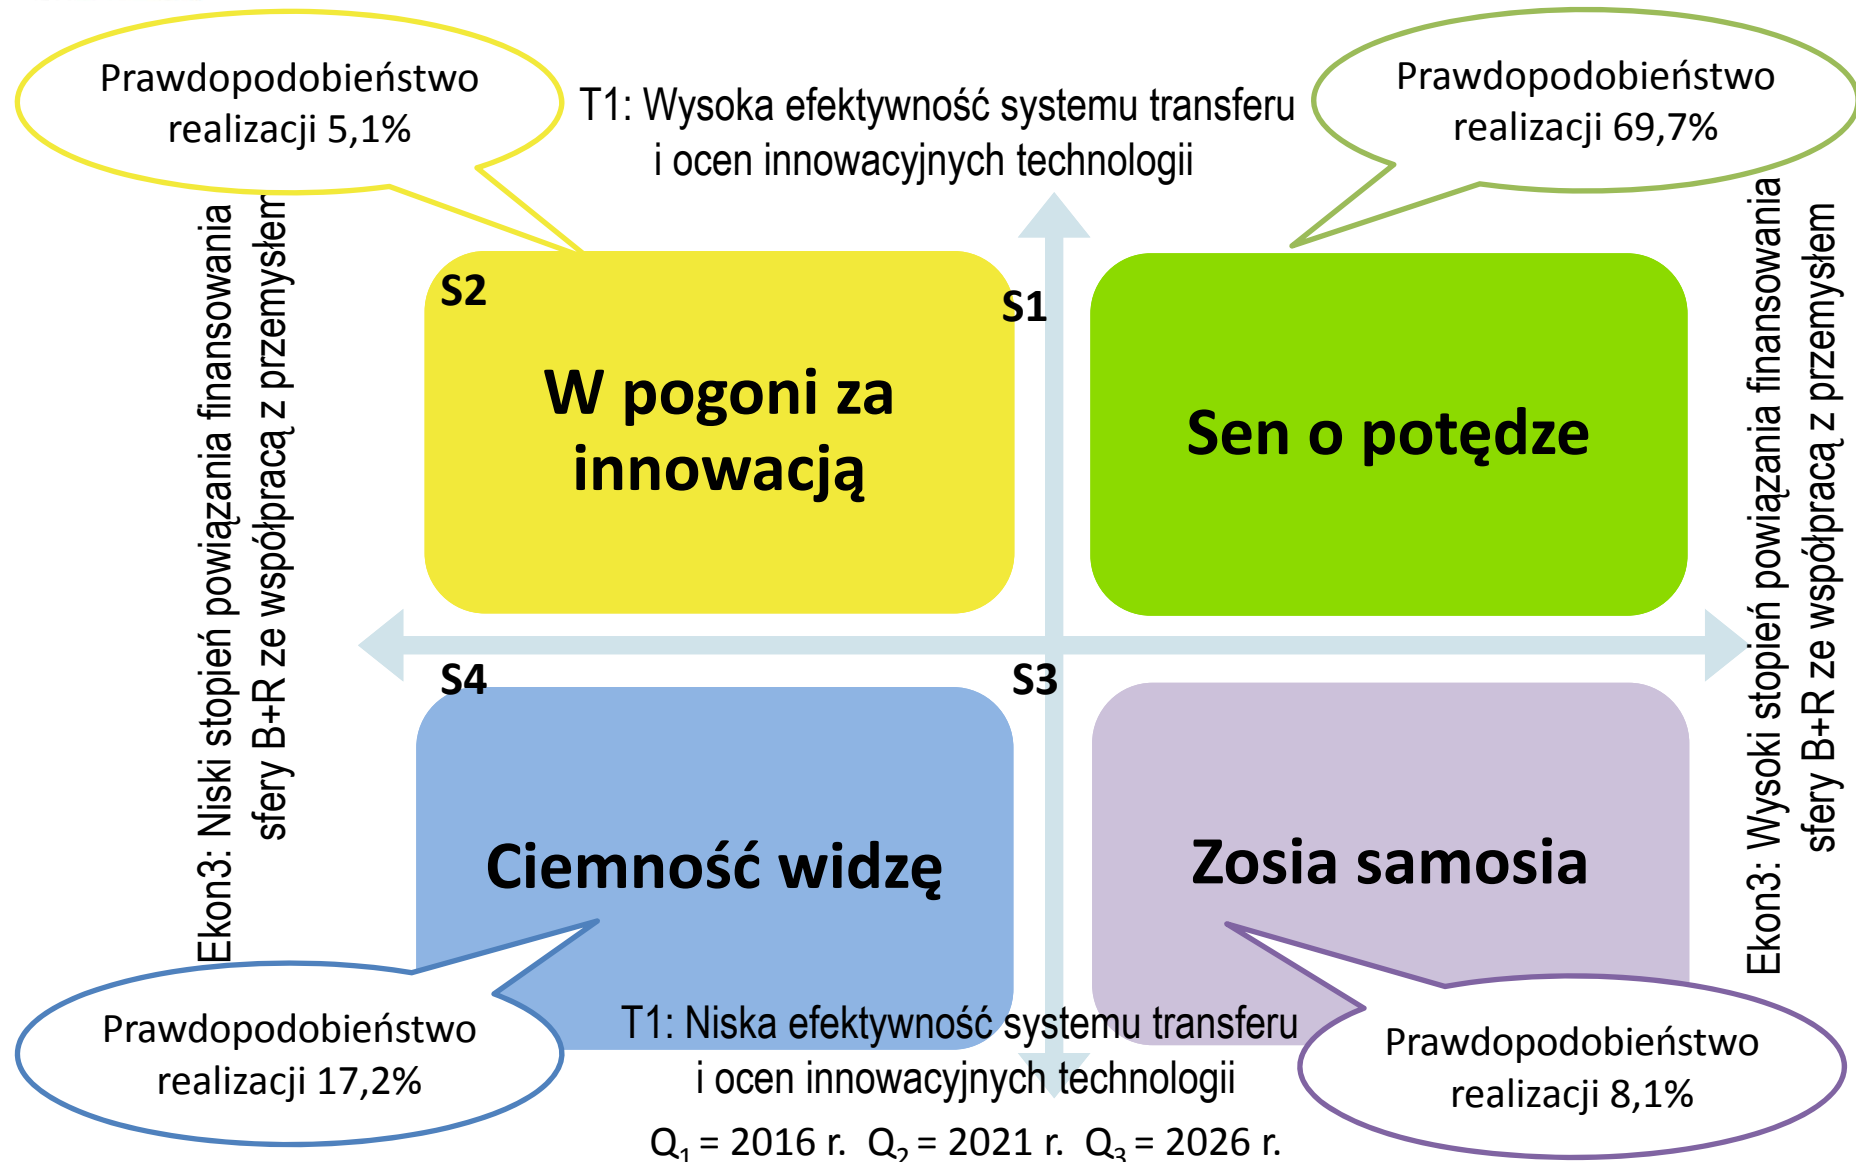 Prawdopodobieństwo
realizacji 5,1%
T1: Wysoka efektywność systemu transferu
i ocen innowacyjnych technologii
Prawdopodobieństwo
realizacji 69,7%
Ekon3: Niski stopień powiązania finansowania
sfery B+R ze współpracą z przemysłem
S2
W pogoni za
innowacją
S1
Sen o potędze
Ekon3: Wysoki stopień powiązania finansowania
sfery B+R ze współpracą z przemysłem
S4
Ciemność widzę
S3
Zosia samosia
Prawdopodobieństwo
realizacji 17,2%
T1: Niska efektywność systemu transferu
i ocen innowacyjnych technologii
Prawdopodobieństwo
realizacji 8,1%
Q₁ = 2016 r. Q₂ = 2021 r. Q₃ = 2026 r.